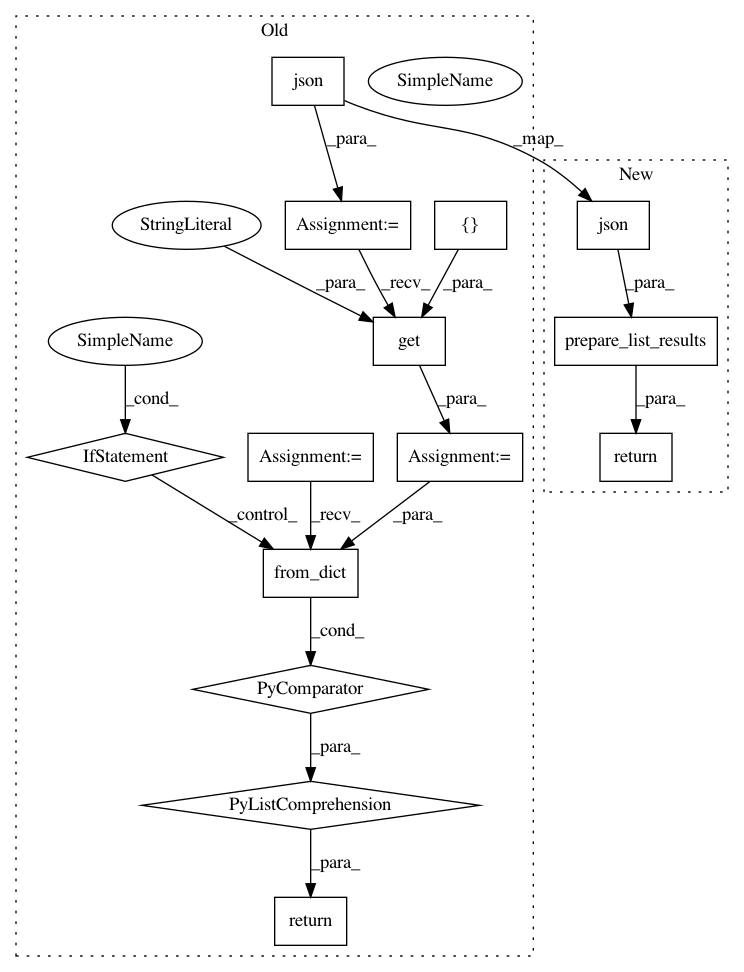 Old
json
SimpleName
_para_
_map_
New
StringLiteral
Assignment:=
{}
json
_para_
_recv_
_para_
_para_
SimpleName
get
prepare_list_results
_cond_
_para_
_para_
IfStatement
Assignment:=
Assignment:=
return
_control_
_recv_
_para_
from_dict
_cond_
PyComparator
_para_
PyListComprehension
_para_
return